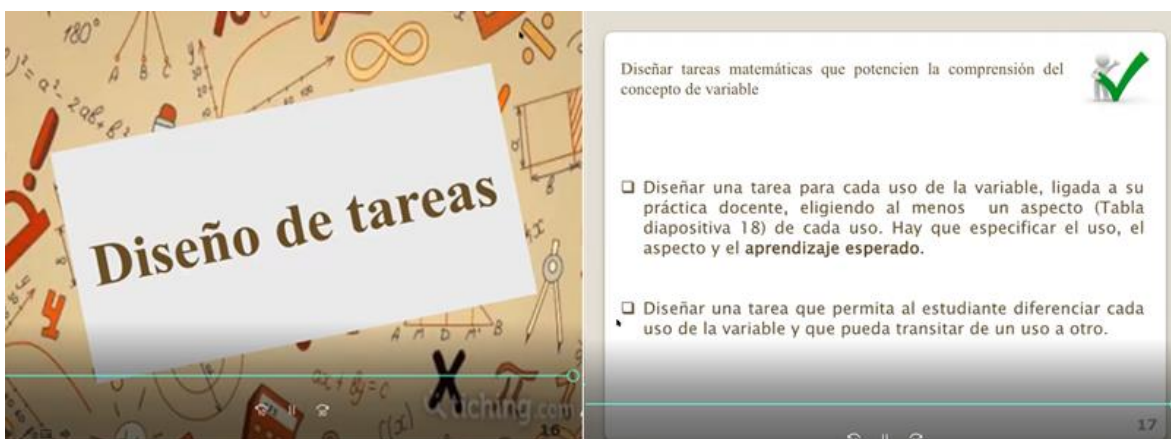 180°
A B C
Diseño de tareas
A M D M' B
tiching.com
16
Diseñar tareas matemáticas que potencien la comprensión del
concepto de variable
❑ Diseñar una tarea para cada uso de la variable, ligada a su
práctica docente, eligiendo al menos un aspecto (Tabla
diapositiva 18) de cada uso. Hay que especificar el uso, el
aspecto y el aprendizaje esperado.
❑ Diseñar una tarea que permita al estudiante diferenciar cada
uso de la variable y que pueda transitar de un uso a otro.
17